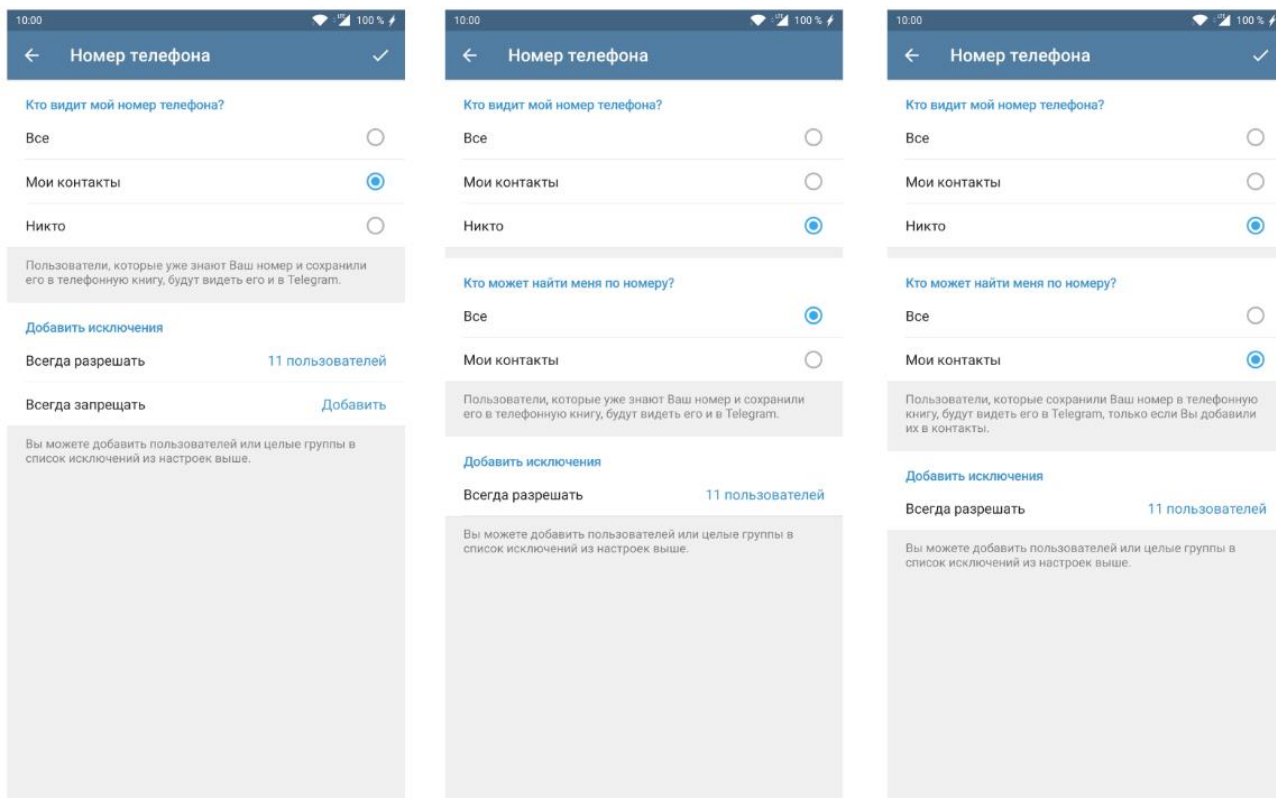 10:00
LTE 100 %
Номер телефона
Кто видит мой номер телефона?
Все
Мои контакты
Никто
Пользователи, которые уже знают Ваш номер и сохранили
его в телефонную книгу, будут видеть его и в Telegram.
Добавить исключения
Всегда разрешать 11 пользователей
Всегда запрещать Добавить
Вы можете добавить пользователей или целые группы в
список исключений из настроек выше.
10:00
LTE 100 %
Номер телефона
Кто видит мой номер телефона?
Все
Мои контакты
Никто
Кто может найти меня по номеру?
Все
Мои контакты
Пользователи, которые уже знают Ваш номер и сохранили
его в телефонную книгу, будут видеть его и в Telegram.
Добавить исключения
Всегда разрешать 11 пользователей
Вы можете добавить пользователей или целые группы в
список исключений из настроек выше.
10:00
LTE 100 %
Номер телефона
Кто видит мой номер телефона?
Все
Мои контакты
Никто
Кто может найти меня по номеру?
Все
Мои контакты
Пользователи, которые сохранили Ваш номер в телефонную
книгу, будут видеть его в Telegram, только если Вы добавили
их в контакты.
Добавить исключения
Всегда разрешать 11 пользователей
Вы можете добавить пользователей или целые группы в
список исключений из настроек выше.